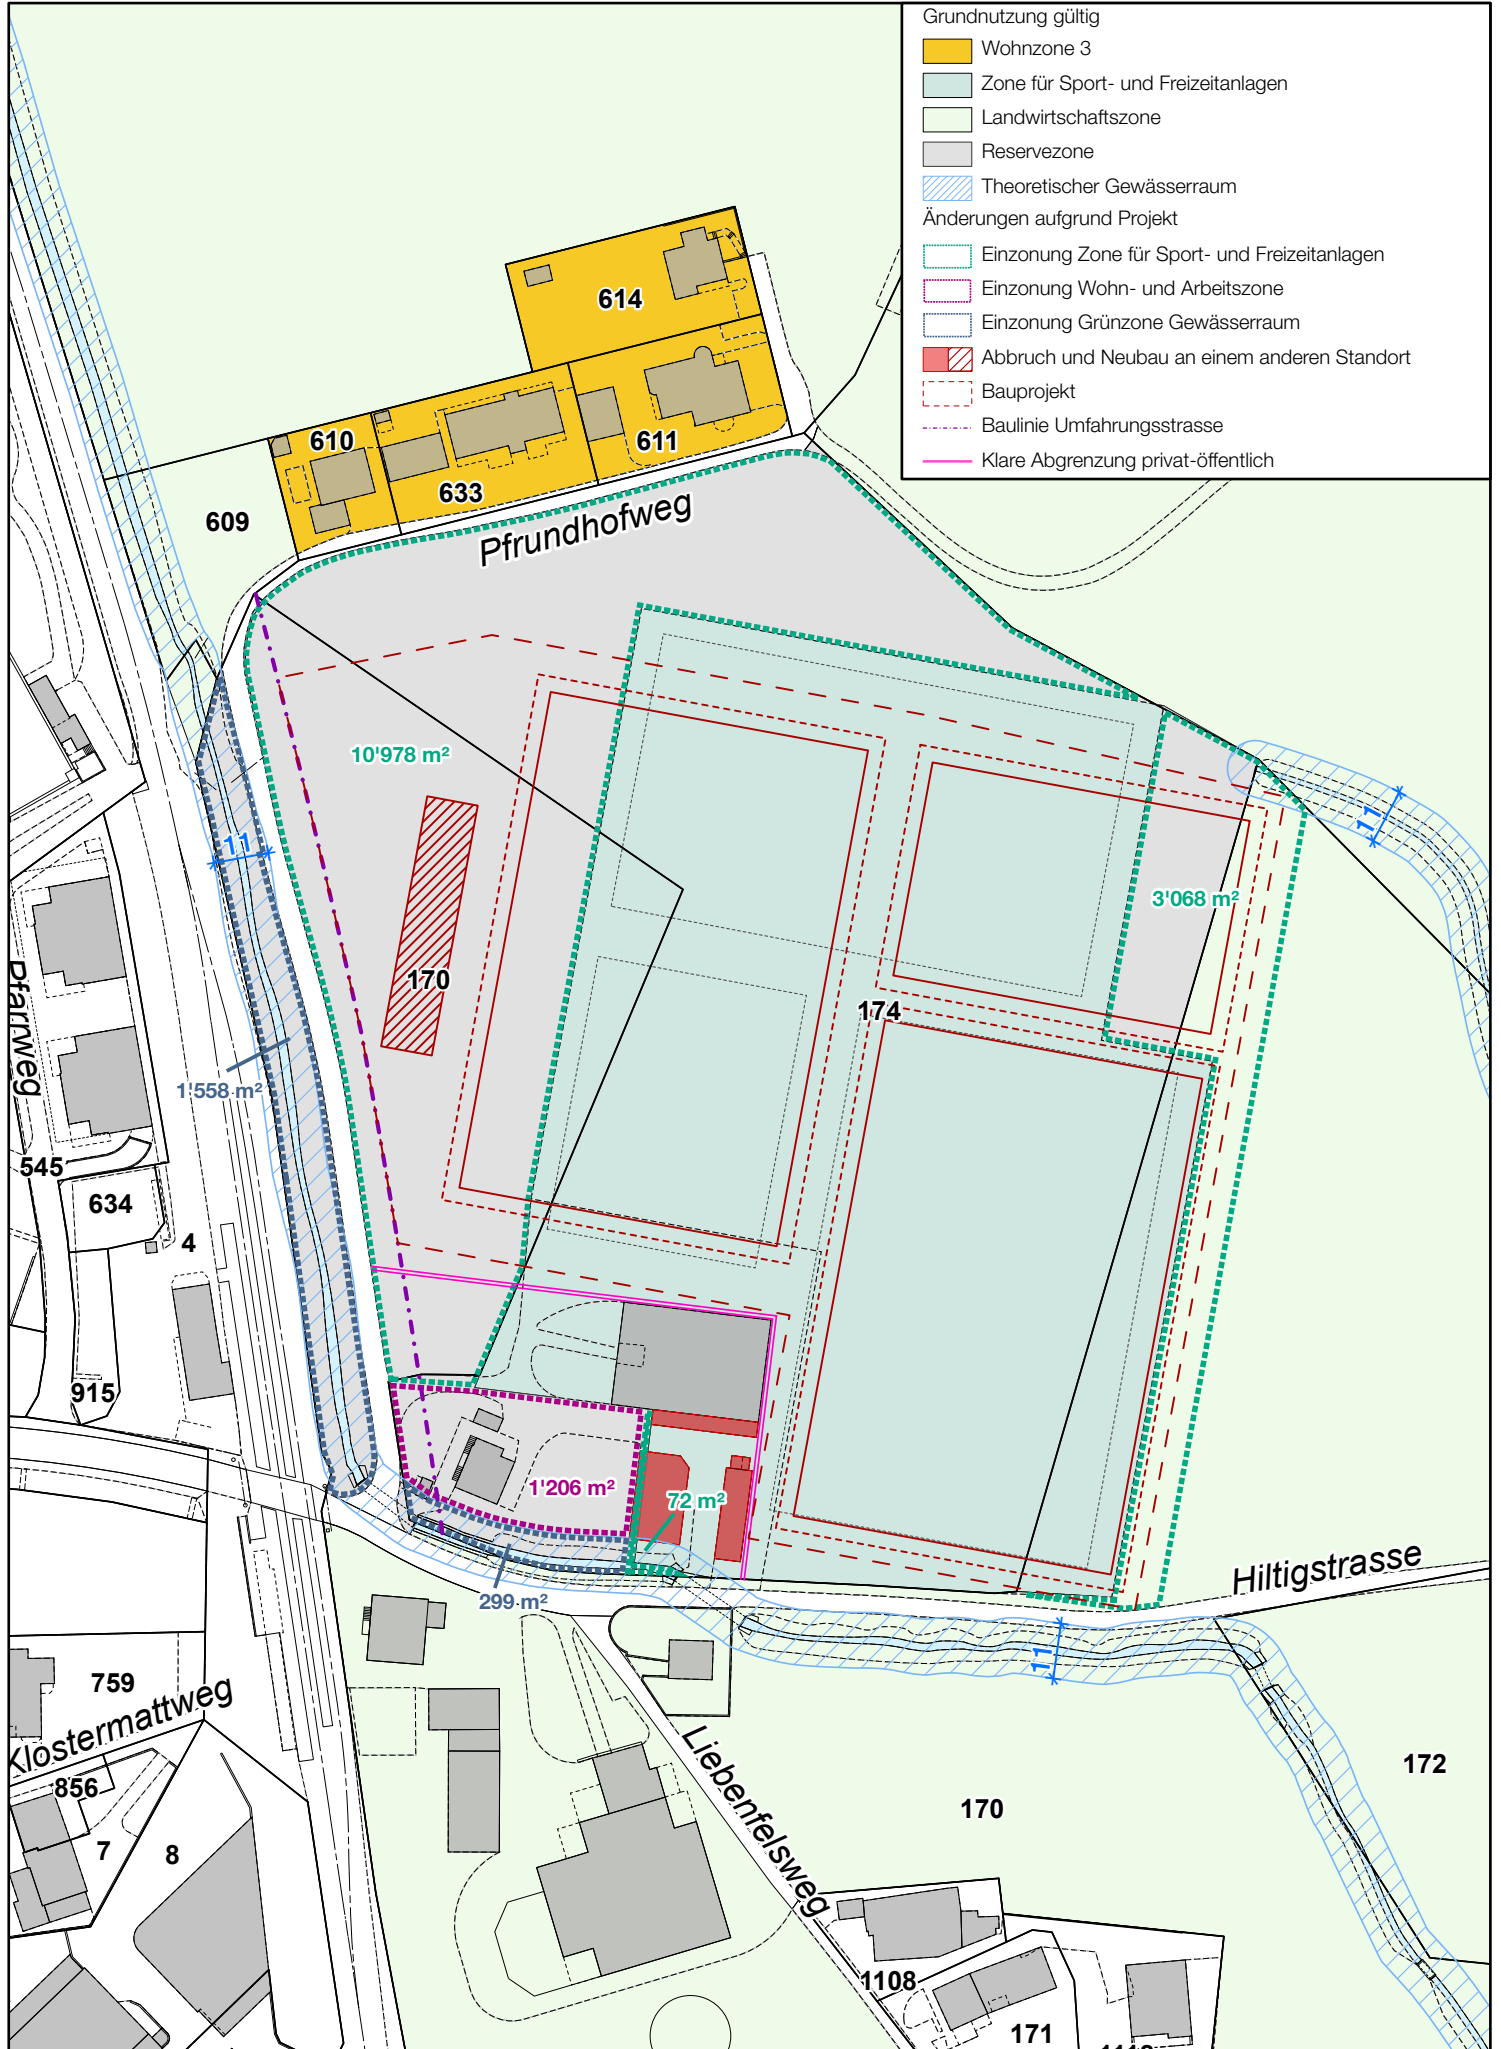 Grundnutzung gültig
Wohnzone 3
Zone für Sport- und Freizeitanlagen
Landwirtschaftszone
Reservezone
Theoretischer Gewässerraum
Änderungen aufgrund Projekt
Einzonung Zone für Sport- und Freizeitanlagen
Einzonung Wohn- und Arbeitszone
Einzonung Grünzone Gewässerraum
Abbruch und Neubau an einem anderen Standort
Bauprojekt
Baulinie Umfahrungsstrasse
Klare Abgrenzung privat-öffentlich
614
610
611
633
609
Pfrundhofweg
10'978 m²
11
11
3'068 m²
170
174
Pfarrweg
1'558 m²
545
634
4
915
1'206 m²
72 m²
299 m²
Hiltigstrasse
11
759
Klostermattweg
856
7
8
Liebenfelsweg
170
172
1108
171